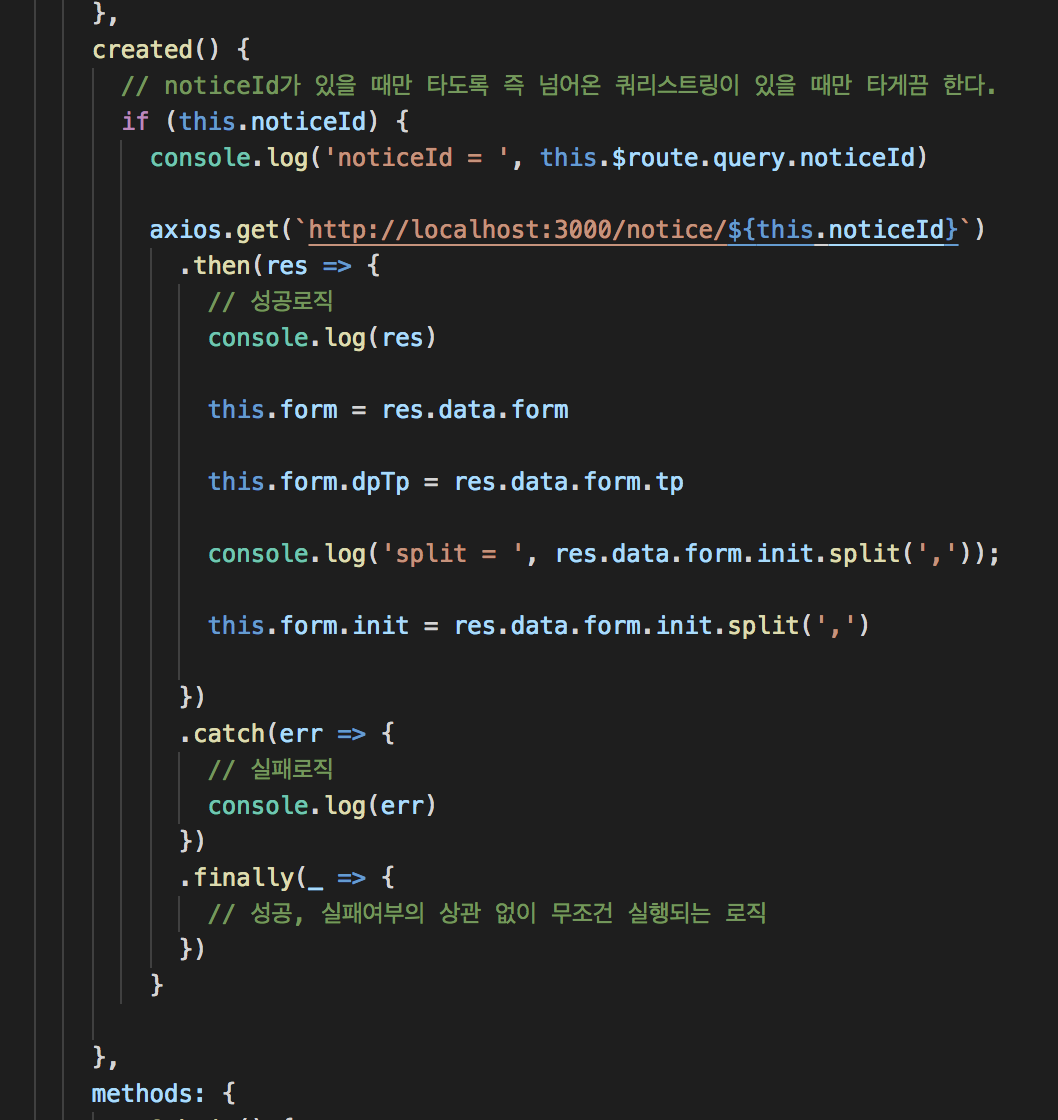 },
created() {
// noticeId가 있을 때만 타도록 즉 넘어온 쿼리스트링이 있을 때만 타게끔 한다.
if (this.noticeId) {
console.log('noticeId = ', this.$route.query.noticeId)
axios.get(`http://localhost:3000/notice/${this.noticeId}`)
.then(res => {
// 성공로직
console.log(res)
this.form = res.data.form
this.form.dpTp = res.data.form.tp
console.log('split = ', res.data.form.init.split(','));
this.form.init = res.data.form.init.split(',')
})
.catch(err => {
// 실패로직
console.log(err)
})
.finally(_ => {
// 성공, 실패여부의 상관 없이 무조건 실행되는 로직
})
}
},
methods: {